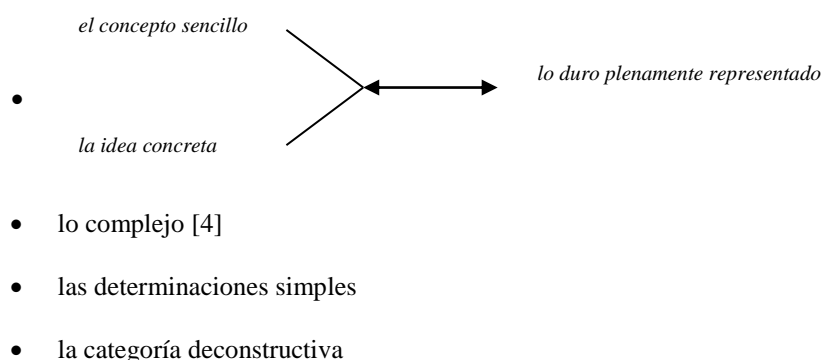 el concepto sencillo
lo duro plenamente representado
la idea concreta
lo complejo [4]
las determinaciones simples
la categoría deconstructiva